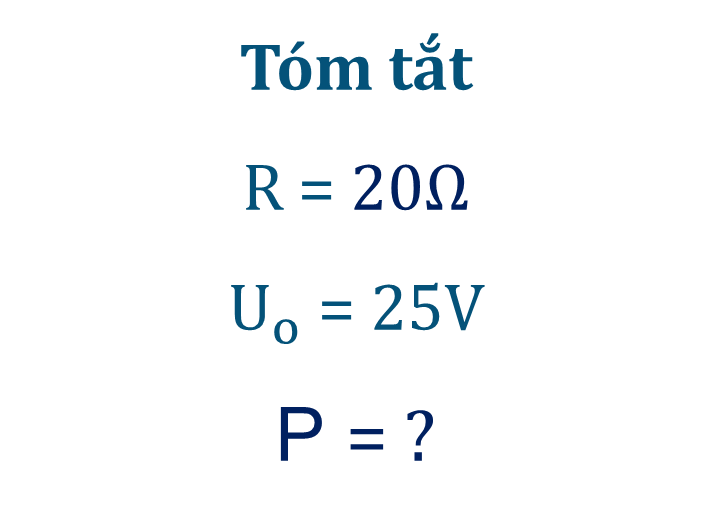 Tóm tắt
R = 20Ω
Uₒ = 25V
P = ?